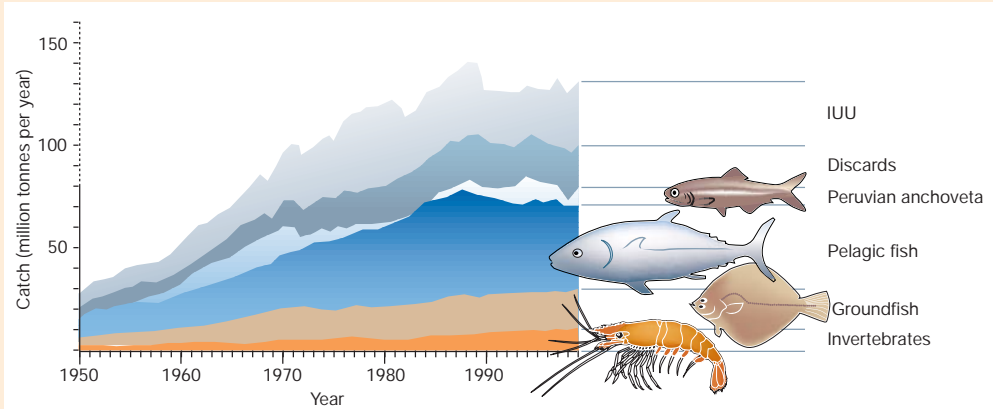 Catch (million tonnes per year)
150
100
50
1950
1960
1970
1980
1990
Year
IUU
Discards
Peruvian anchoveta
Pelagic fish
Groundfish
Invertebrates